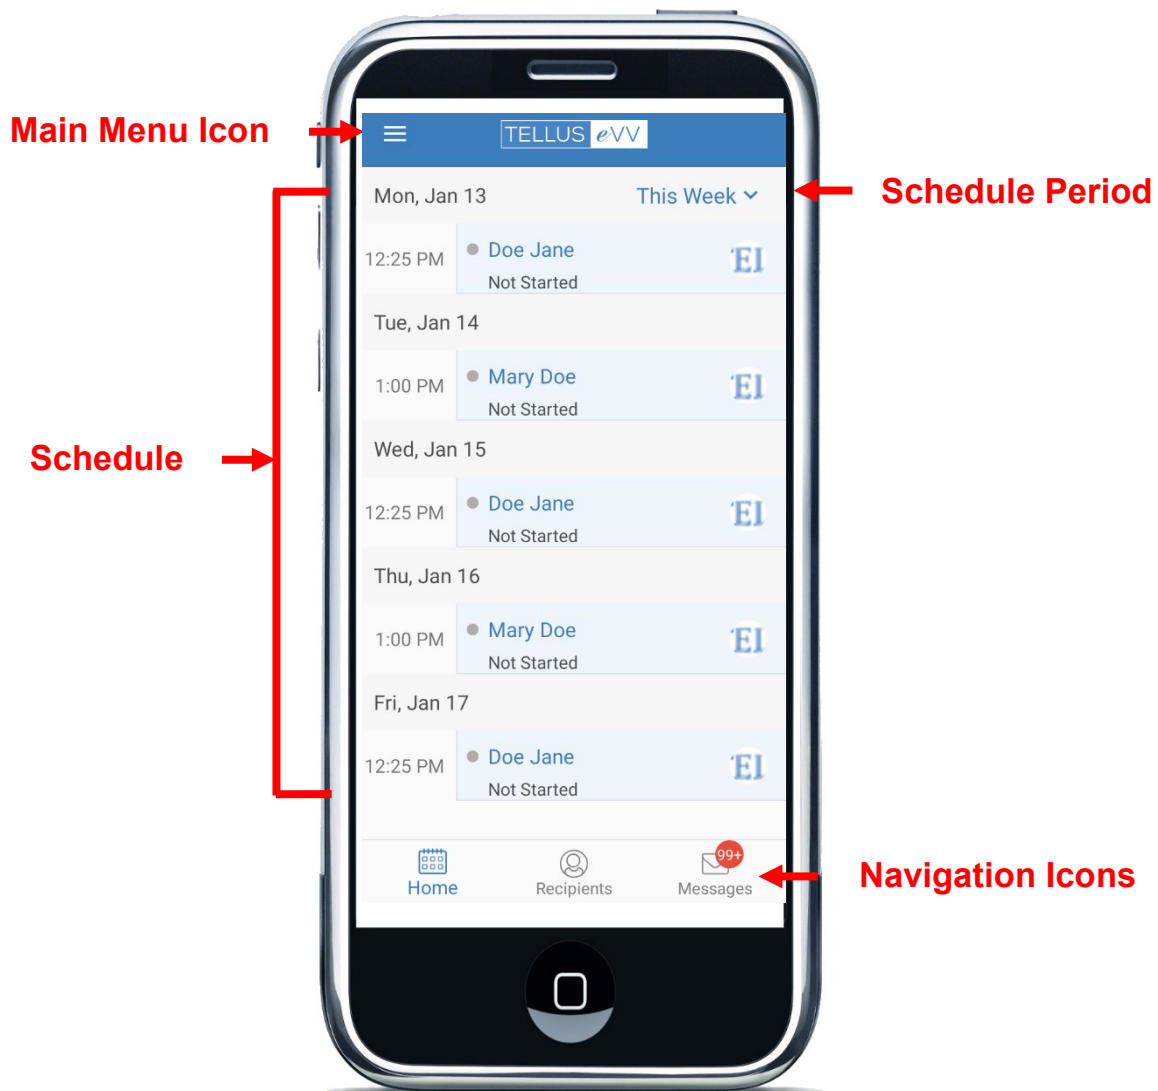 Main Menu Icon
TELLUS eVV
Mon, Jan 13
This Week
Schedule Period
12:25 PM
Doe Jane
Not Started
EI
Tue, Jan 14
1:00 PM
Mary Doe
Not Started
EI
Wed, Jan 15
Schedule
12:25 PM
Doe Jane
Not Started
EI
Thu, Jan 16
1:00 PM
Mary Doe
Not Started
EI
Fri, Jan 17
12:25 PM
Doe Jane
Not Started
EI
99+
Home
Recipients
Messages
Navigation Icons